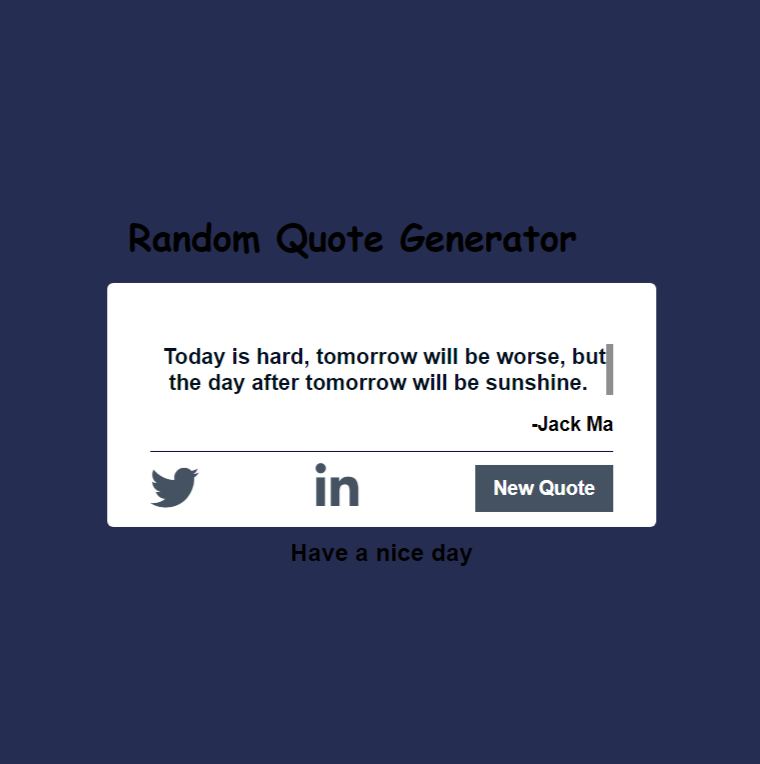 Random Quote Generator
Today is hard, tomorrow will be worse, but
the day after tomorrow will be sunshine.
-Jack Ma
in
New Quote
Have a nice day